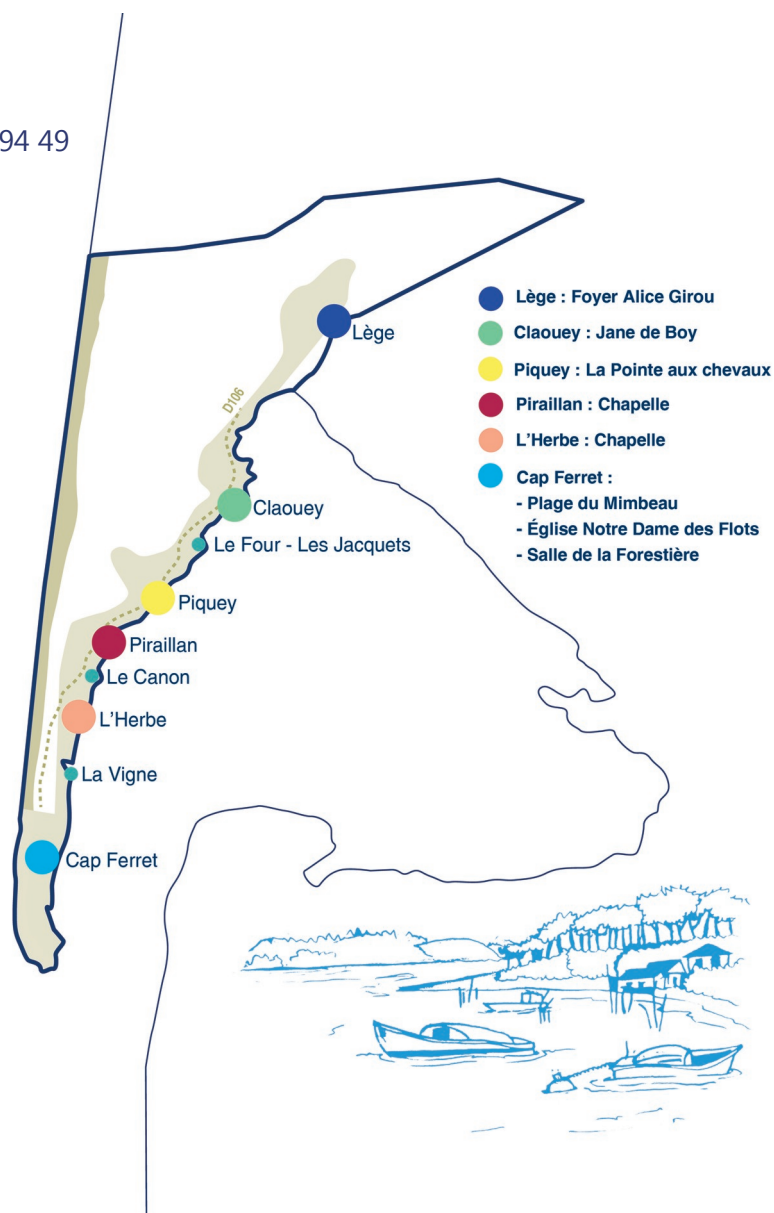 94 49
Lège : Foyer Alice Girou
Lège
Claouey : Jane de Boy
Piquey : La Pointe aux chevaux
D106
Piraillan : Chapelle
L'Herbe : Chapelle
Cap Ferret :
- Plage du Mimbeau
Claouey
- Église Notre Dame des Flots
Le Four - Les Jacquets
- Salle de la Forestière
Piquey
Piraillan
Le Canon
L'Herbe
La Vigne
Cap Ferret